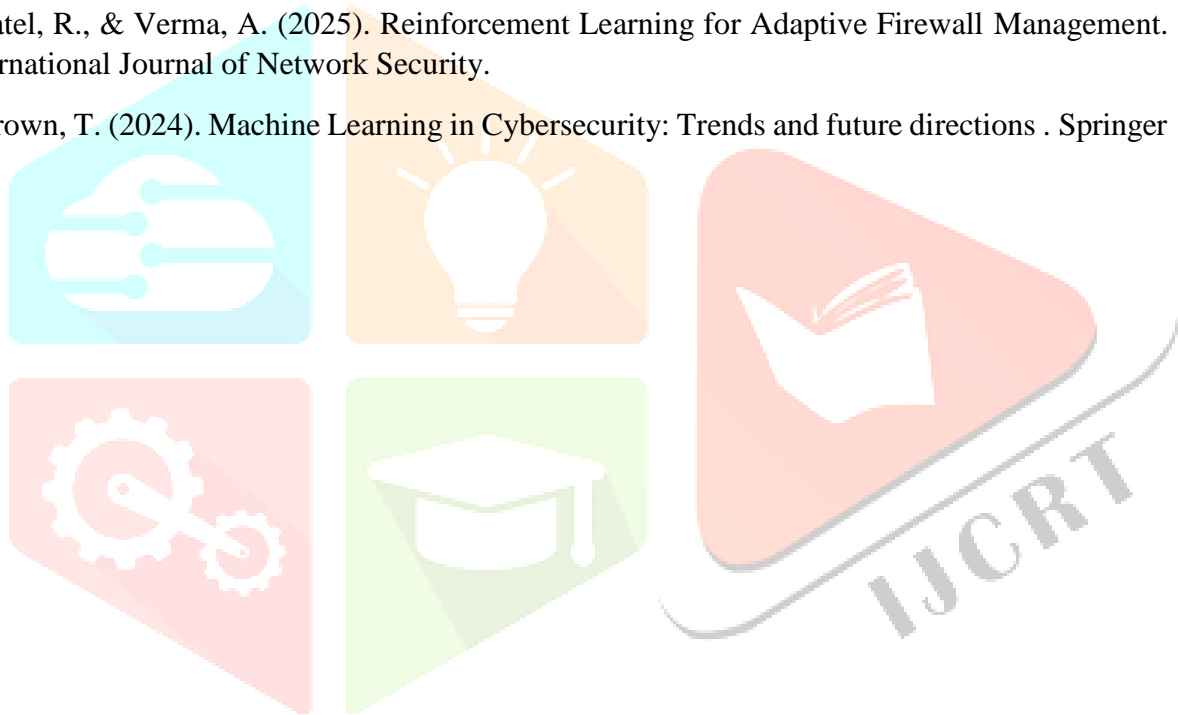 atel, R., & Verma, A. (2025). Reinforcement Learning for Adaptive Firewall Management.
ernational Journal of Network Security.
rown, T. (2024). Machine Learning in Cybersecurity: Trends and future directions . Springer
IJCRT